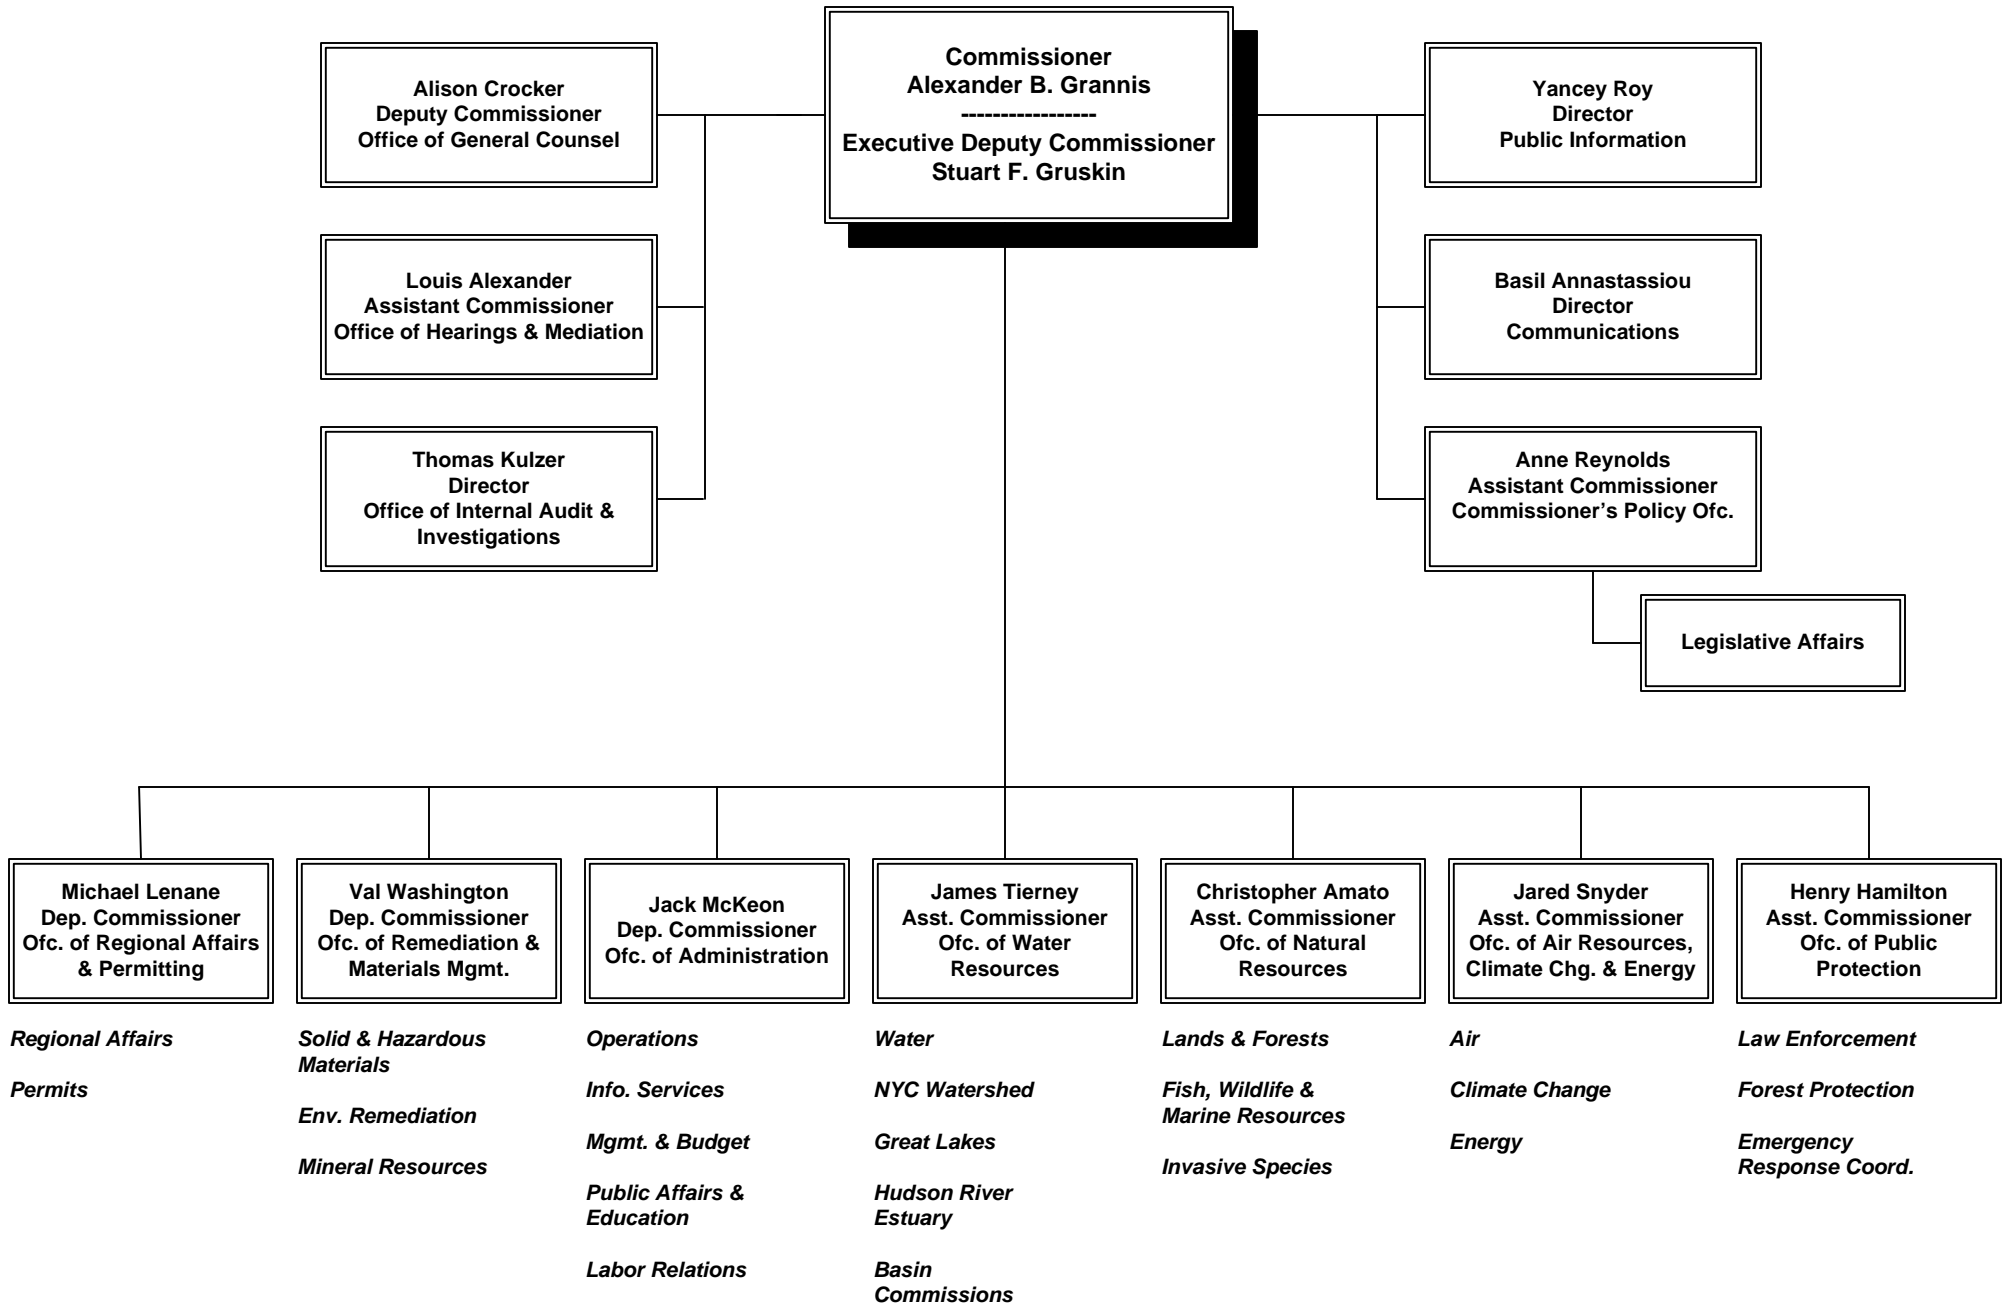 Commissioner
Alexander B. Grannis
-----------------
Executive Deputy Commissioner
Stuart F. Gruskin
Alison Crocker
Deputy Commissioner
Office of General Counsel
Louis Alexander
Assistant Commissioner
Office of Hearings & Mediation
Thomas Kulzer
Director
Office of Internal Audit &
Investigations
Yancey Roy
Director
Public Information
Basil Annastassiou
Director
Communications
Anne Reynolds
Assistant Commissioner
Commissioner’s Policy Ofc.
Legislative Affairs
Michael Lenane
Dep. Commissioner
Ofc. of Regional Affairs
& Permitting
Regional Affairs
Permits
Val Washington
Dep. Commissioner
Ofc. of Remediation &
Materials Mgmt.
Solid & Hazardous
Materials
Env. Remediation
Mineral Resources
Jack McKeon
Dep. Commissioner
Ofc. of Administration
Operations
Info. Services
Mgmt. & Budget
Public Affairs &
Education
Labor Relations
James Tierney
Asst. Commissioner
Ofc. of Water
Resources
Water
NYC Watershed
Great Lakes
Hudson River
Estuary
Basin
Commissions
Christopher Amato
Asst. Commissioner
Ofc. of Natural
Resources
Lands & Forests
Fish, Wildlife &
Marine Resources
Invasive Species
Jared Snyder
Asst. Commissioner
Ofc. of Air Resources,
Climate Chg. & Energy
Air
Climate Change
Energy
Henry Hamilton
Asst. Commissioner
Ofc. of Public
Protection
Law Enforcement
Forest Protection
Emergency
Response Coord.